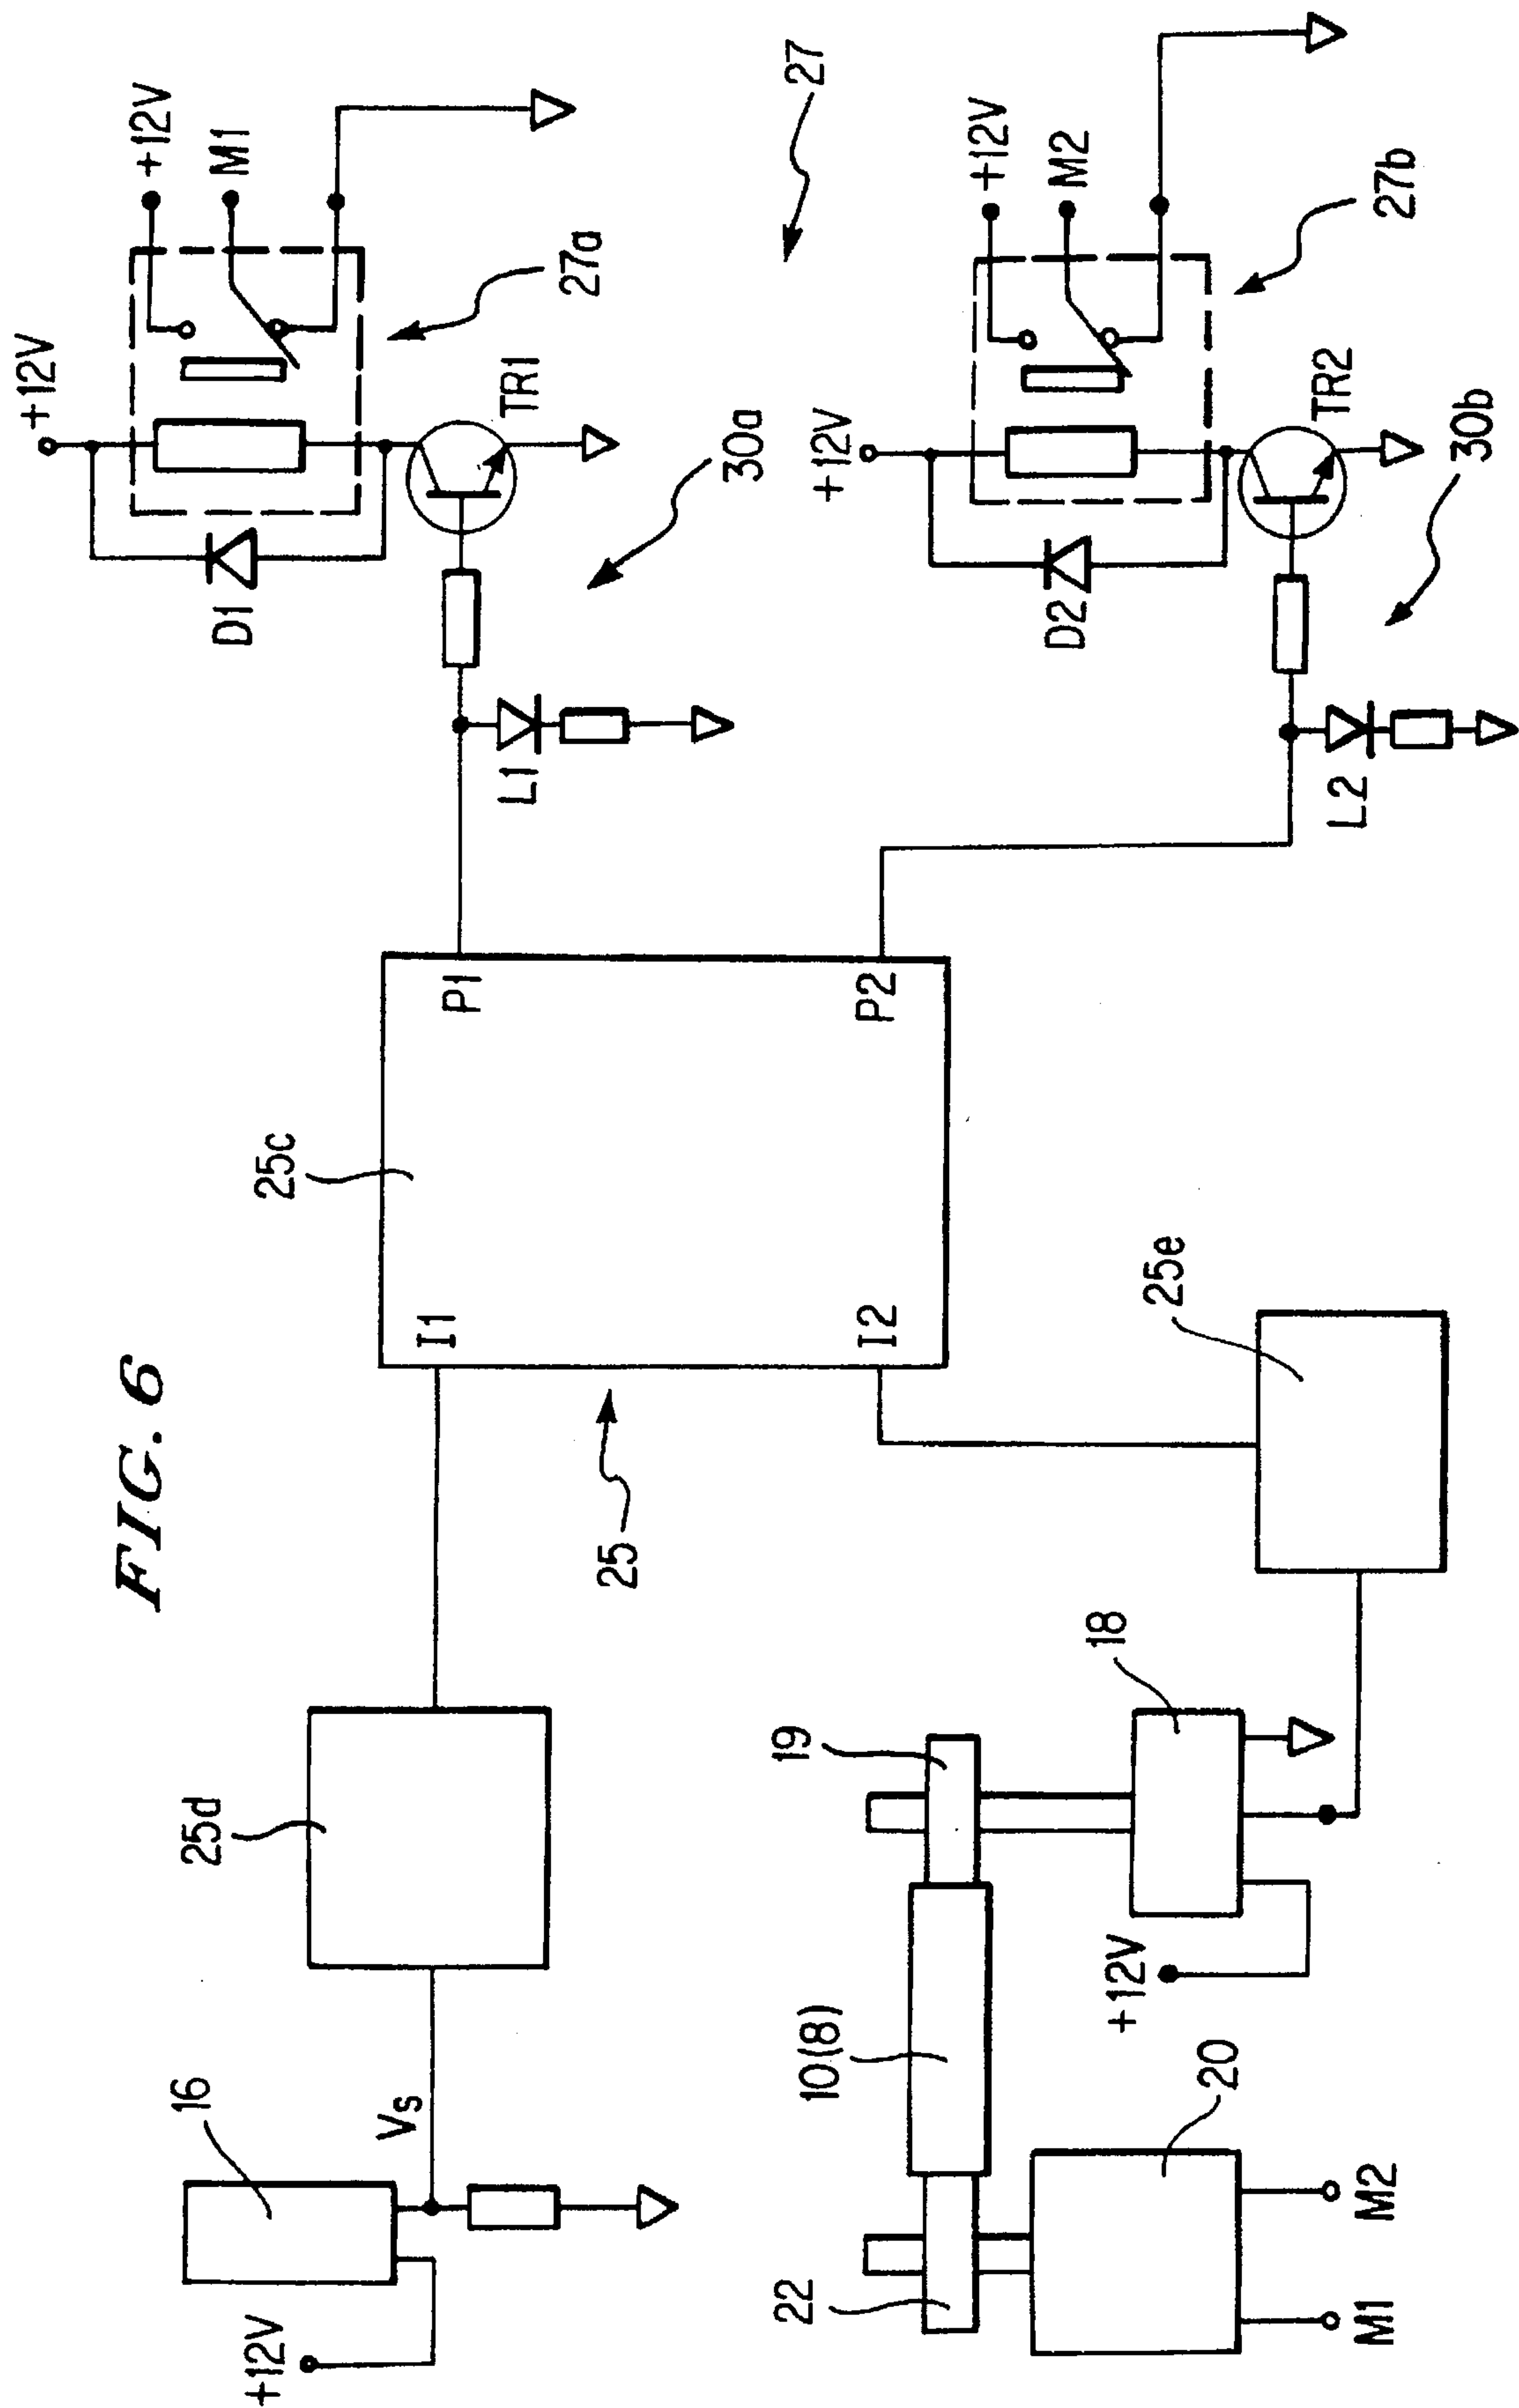 FIG. 6
+12V
16
Vs
25d
25
25c
I1
I2
P1
P2
L1
30a
D1
+12V
TR1
27a
+12V
M1
27
L2
30b
D2
+12V
TR2
27b
+12V
M2
22
10(8)
19
20
M1
M2
+12V
18
25e